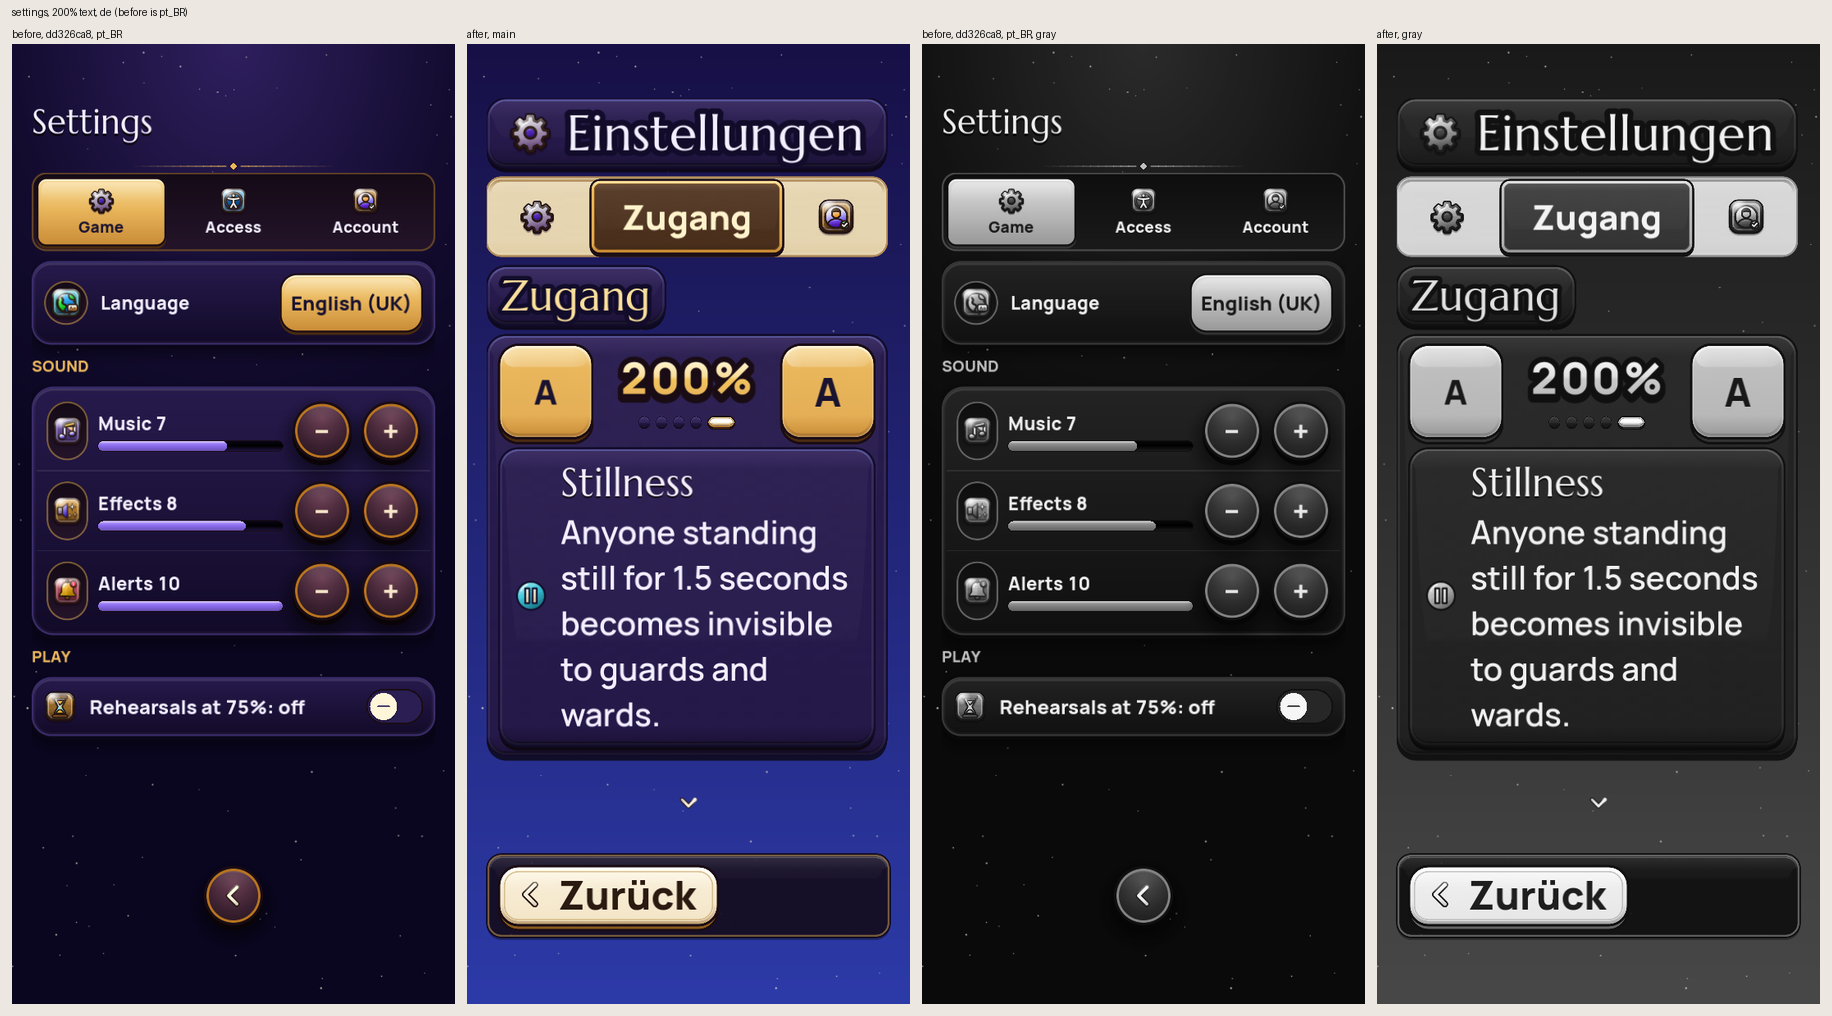 settings, 200% text, de (before is pt_BR)
before, dd326ca8, pt_BR
Settings
Game
Access
Account
Language
English (UK)
SOUND
Music 7
Effects 8
Alerts 10
PLAY
Rehearsals at 75%: off
after, main
Einstellungen
Zugang
Zugang
A
200%
A
Stillness
Anyone standing
still for 1.5 seconds
becomes invisible
to guards and
wards.
Zurück
before, dd326ca8, pt_BR, gray
Settings
Game
Access
Account
Language
English (UK)
SOUND
Music 7
Effects 8
Alerts 10
PLAY
Rehearsals at 75%: off
after, gray
Einstellungen
Zugang
Zugang
A
200%
A
Stillness
Anyone standing
still for 1.5 seconds
becomes invisible
to guards and
wards.
Zurück